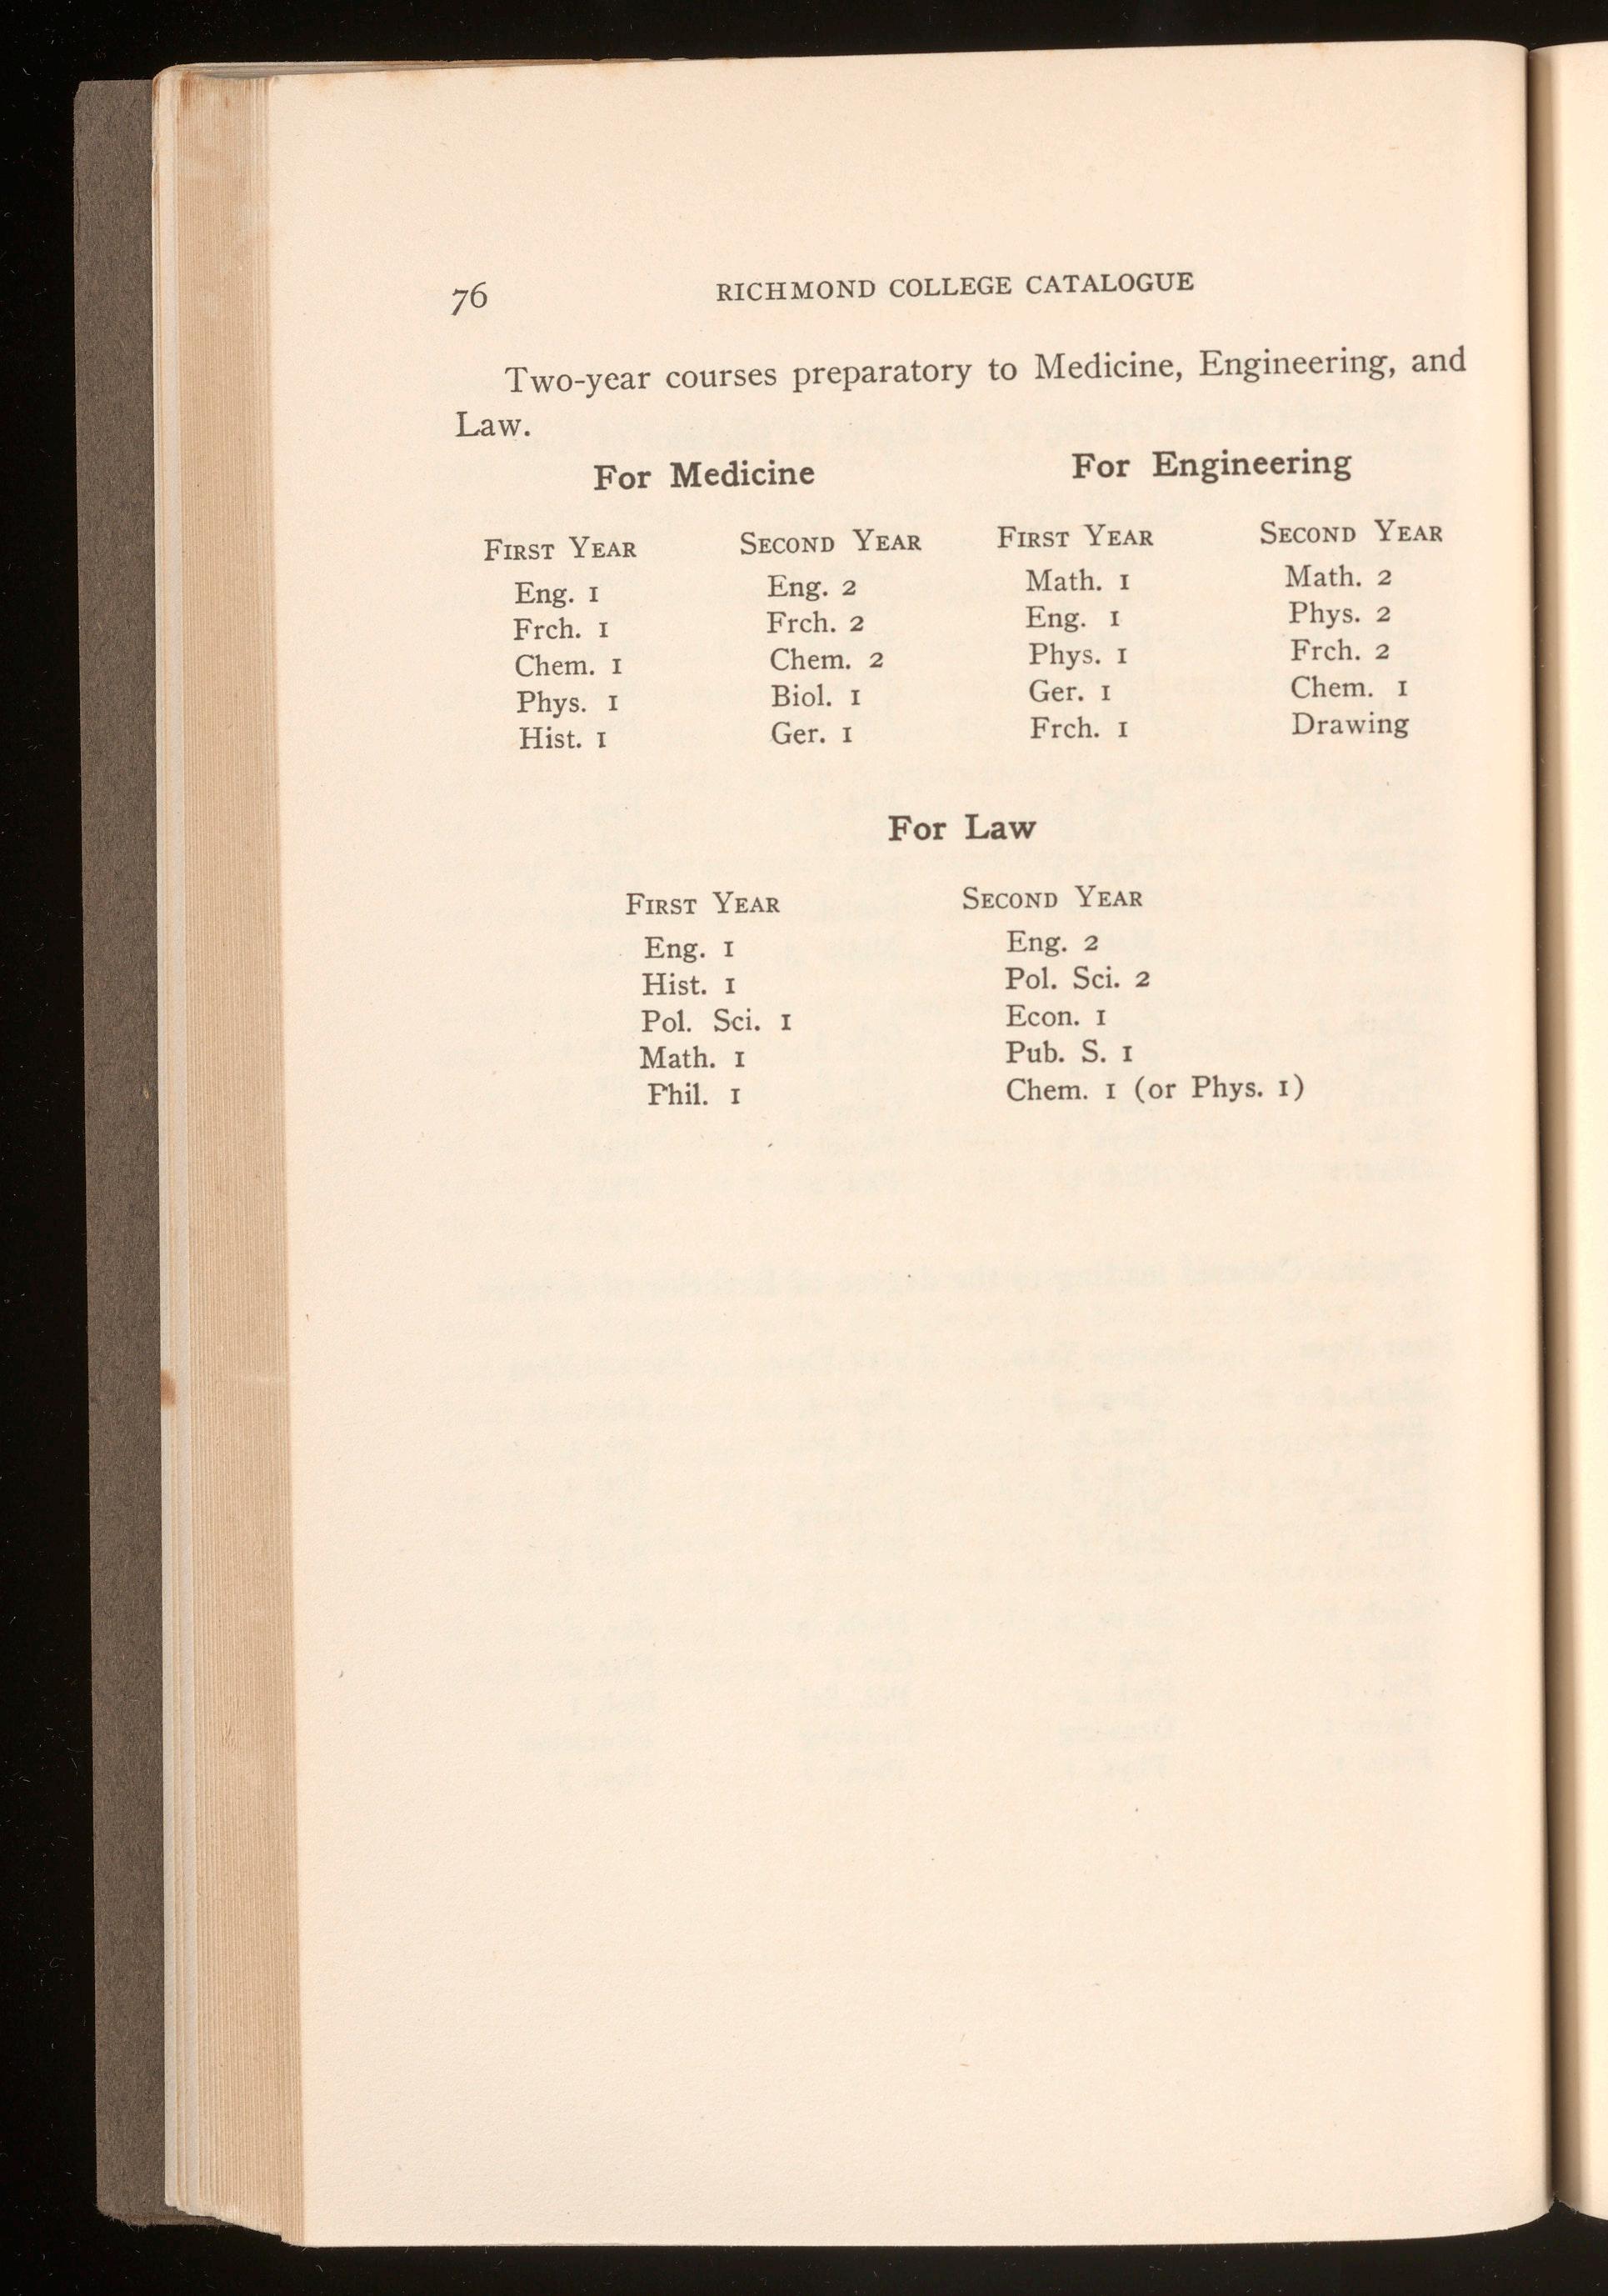 76 RICHMOND COLLEGE CATALOGUE
Two-year courses preparatory to Medicine, Engineering, and
Law.
For Medicine For Engineering
First Year Second Year First Year Second Year
Eng. 1 Eng. 2 Math. 1 Math. 2
Frch. 1 Frch. 2 Eng. 1 Phys. 2
Chem. 1 Chem. 2 Phys. 1 Frch. 2
Phys. 1 Biol. 1 Ger. 1 Chem. 1
Hist. 1 Ger. 1 Frch. 1 Drawing
For Law
First Year Second Year
Eng. 1 Eng. 2
Hist. 1 Pol. Sci. 2
Pol. Sci. 1 Econ. 1
Math. 1 Pub. S. 1
Phil. 1 Chem. 1 (or Phys. 1)